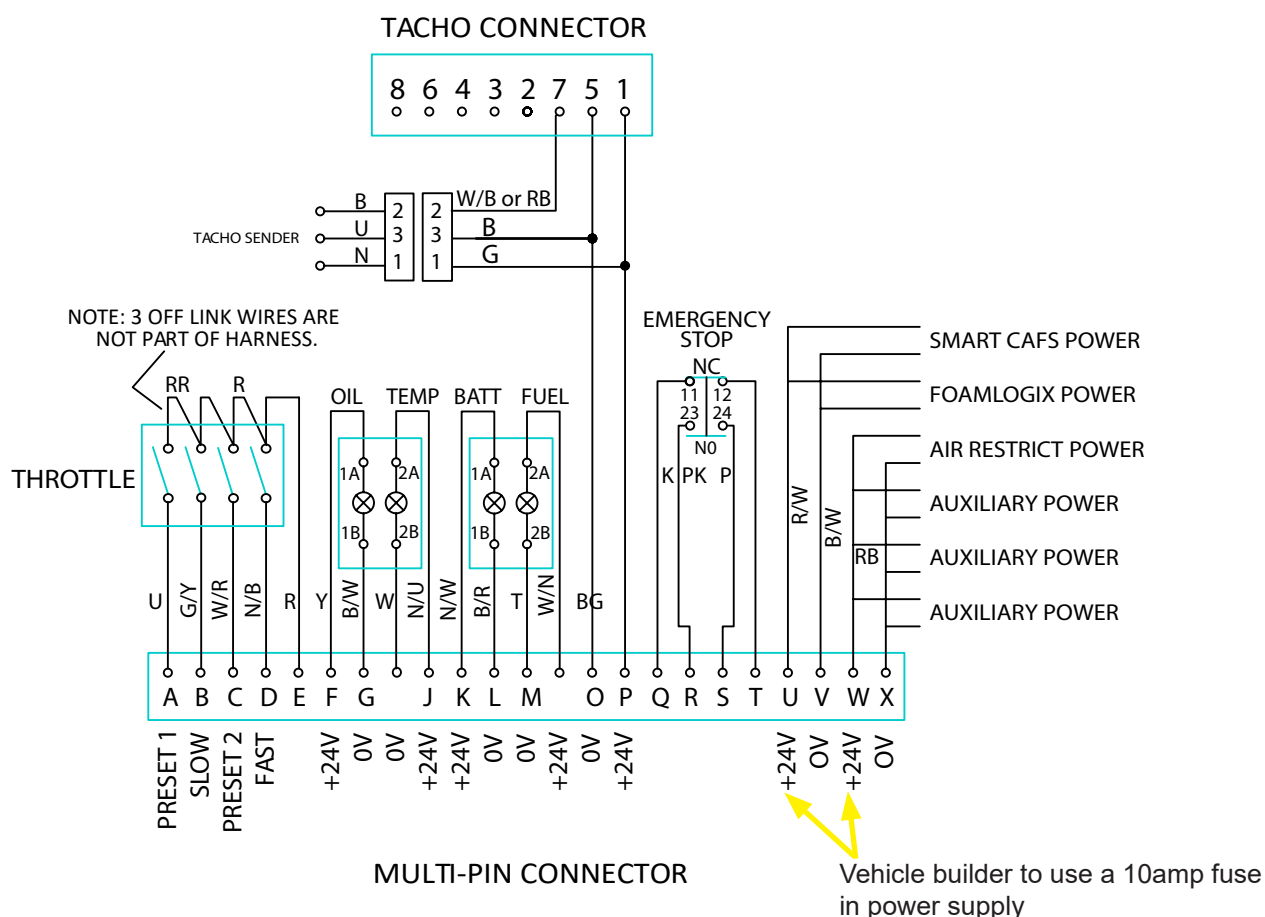 TACHO CONNECTOR
8 6 4 3 2 7 5 1
W/B or RB
B 2 2
TACHO SENDER U 3 3 B
N 1 1 G
NOTE: 3 OFF LINK WIRES ARE
NOT PART OF HARNESS.
EMERGENCY
STOP
NC
11 12
23 24
N0
K PK P
SMART CAFS POWER
FOAMLOGIX POWER
AIR RESTRICT POWER
AUXILIARY POWER
AUXILIARY POWER
AUXILIARY POWER
R/W
B/W
RB
RR R
THROTTLE
OIL TEMP BATT FUEL
1A 2A 1A 2A
1B 2B 1B 2B
U G/Y W/R N/B R Y B/W W N/U N/W B/R T W/N BG
A B C D E F G J K L M O P Q R S T U V W X
PRESET 1
SLOW
PRESET 2
FAST
+24V
0V
0V
+24V
+24V
0V
0V
+24V
0V
+24V
+24V
OV
+24V
OV
MULTI-PIN CONNECTOR
Vehicle builder to use a 10amp fuse
in power supply